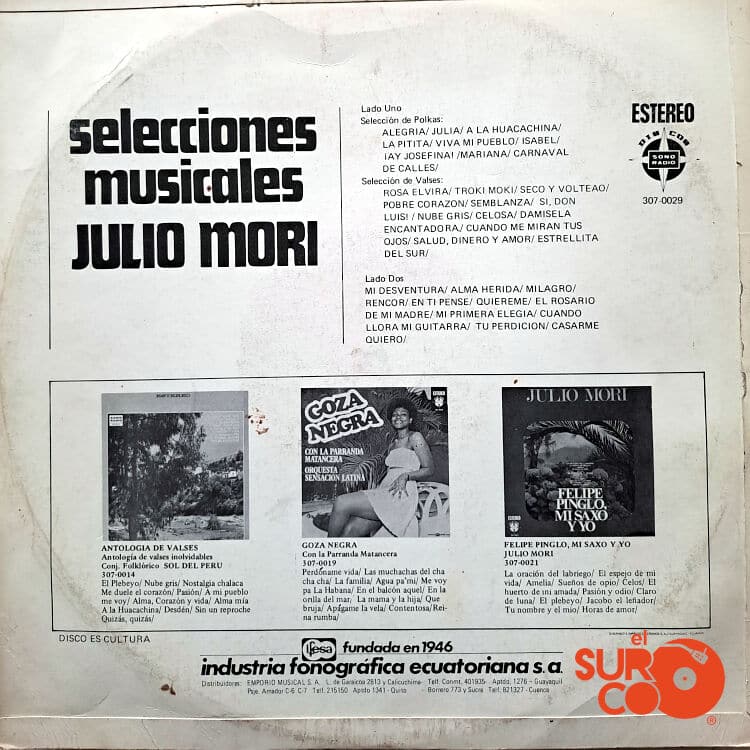 selecciones
musicales
JULIO MORI
Lado Uno
Selección de Polkas:
ALEGRIA/ JULIA/ A LA HUACACHINA/
LA PITITA/ VIVA MI PUEBLO/ ISABEL/
¡AY JOSEFINA! /MARIANA/ CARNAVAL
DE CALLES/
Selección de Valses:
ROSA ELVIRA/ TROKI MOKI/ SECO Y VOLTEAO/
POBRE CORAZON/ SEMBLANZA/ SI, DON
LUIS! / NUBE GRIS/ CELOSA/ DAMISELA
ENCANTADORA/ CUANDO ME MIRAN TUS
OJOS/ SALUD, DINERO Y AMOR/ ESTRELLITA
DEL SUR/
Lado Dos
MI DESVENTURA/ ALMA HERIDA/ MILAGRO/
RENCOR/ EN TI PENSE/ QUIEREME/ EL ROSARIO
DE MI MADRE/ MI PRIMERA ELEGIA/ CUANDO
LLORA MI GUITARRA/ TU PERDICION/ CASARME
QUIERO/
ESTEREO
DISCOS
SONO
RADIO
307-0029
GOZA
NEGRA
CON LA PARRANDA
MATANCERA
ORQUESTA
SENSACION LATINA
ESTEREO
JULIO MORI
FELIPE
PINGLO,
MI SAXO
Y YO
ANTOLOGIA DE VALSES
Antología de valses inolvidables
Conj. Folklórico SOL DEL PERU
307-0014
El Plebeyo/ Nube gris/ Nostalgia chalaca
Me duele el corazón/ Pasión/ A mi pueblo
me voy/ Alma, Corazón y vida/ Alma mía
A la Huacachina/ Desdén/ Sin un reproche
Quizás, quizás/
GOZA NEGRA
Con la Parranda Matancera
307-0019
Perdóname vida/ Las muchachas del cha
cha cha/ La familia/ Agua pa'mi/ Me voy
pa La Habana/ En el balcón aquel/ En la
orilla del mar. La mama y la hija/ Que
bruja/ Apágame la vela/ Contentosa/ Rei-
na rumba/
FELIPE PINGLO, MI SAXO Y YO
JULIO MORI
307-0021
La oración del labriego/ El espejo de mi
vida/ Amelia/ Sueños de opio/ Celos/ El
huerto de mi amada/ Pasión y odio/ Claro
de luna/ El plebeyo/ Jacobo el leñador/
Tu nombre y el mio/ Horas de amor/
DISCO ES CULTURA
ifesa fundada en 1946
industria fonográfica ecuatoriana s.a.
Distribuidores: EMPORIO MUSICAL S. A. L. de Garaicoa 2813 y Calicuchima- Telf. Conmt. 401935 - Aptdo. 1276 - Guayaquil
Pje. Amador C-6 C-7 Telf. 215150 Aptdo 1341 - Quito - Borrero 773 y Sucre Telf: 821327 - Cuenca
el
SUR
CO
®